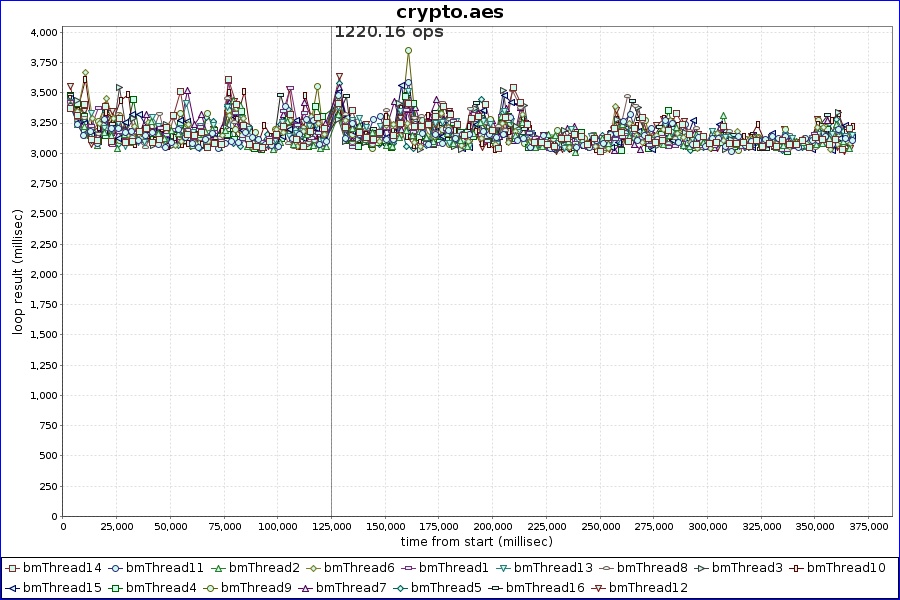 crypto.aes
1220.16 ops
4,000
3,750
3,500
3,250
3,000
2,750
2,500
2,250
2,000
1,750
1,500
1,250
1,000
750
500
250
0
loop result (millisec)
0 25,000 50,000 75,000 100,000 125,000 150,000 175,000 200,000 225,000 250,000 275,000 300,000 325,000 350,000 375,000
time from start (millisec)
bmThread14 bmThread11 bmThread2 bmThread6 bmThread1 bmThread13 bmThread8 bmThread3 bmThread10
bmThread15 bmThread4 bmThread9 bmThread7 bmThread5 bmThread16 bmThread12